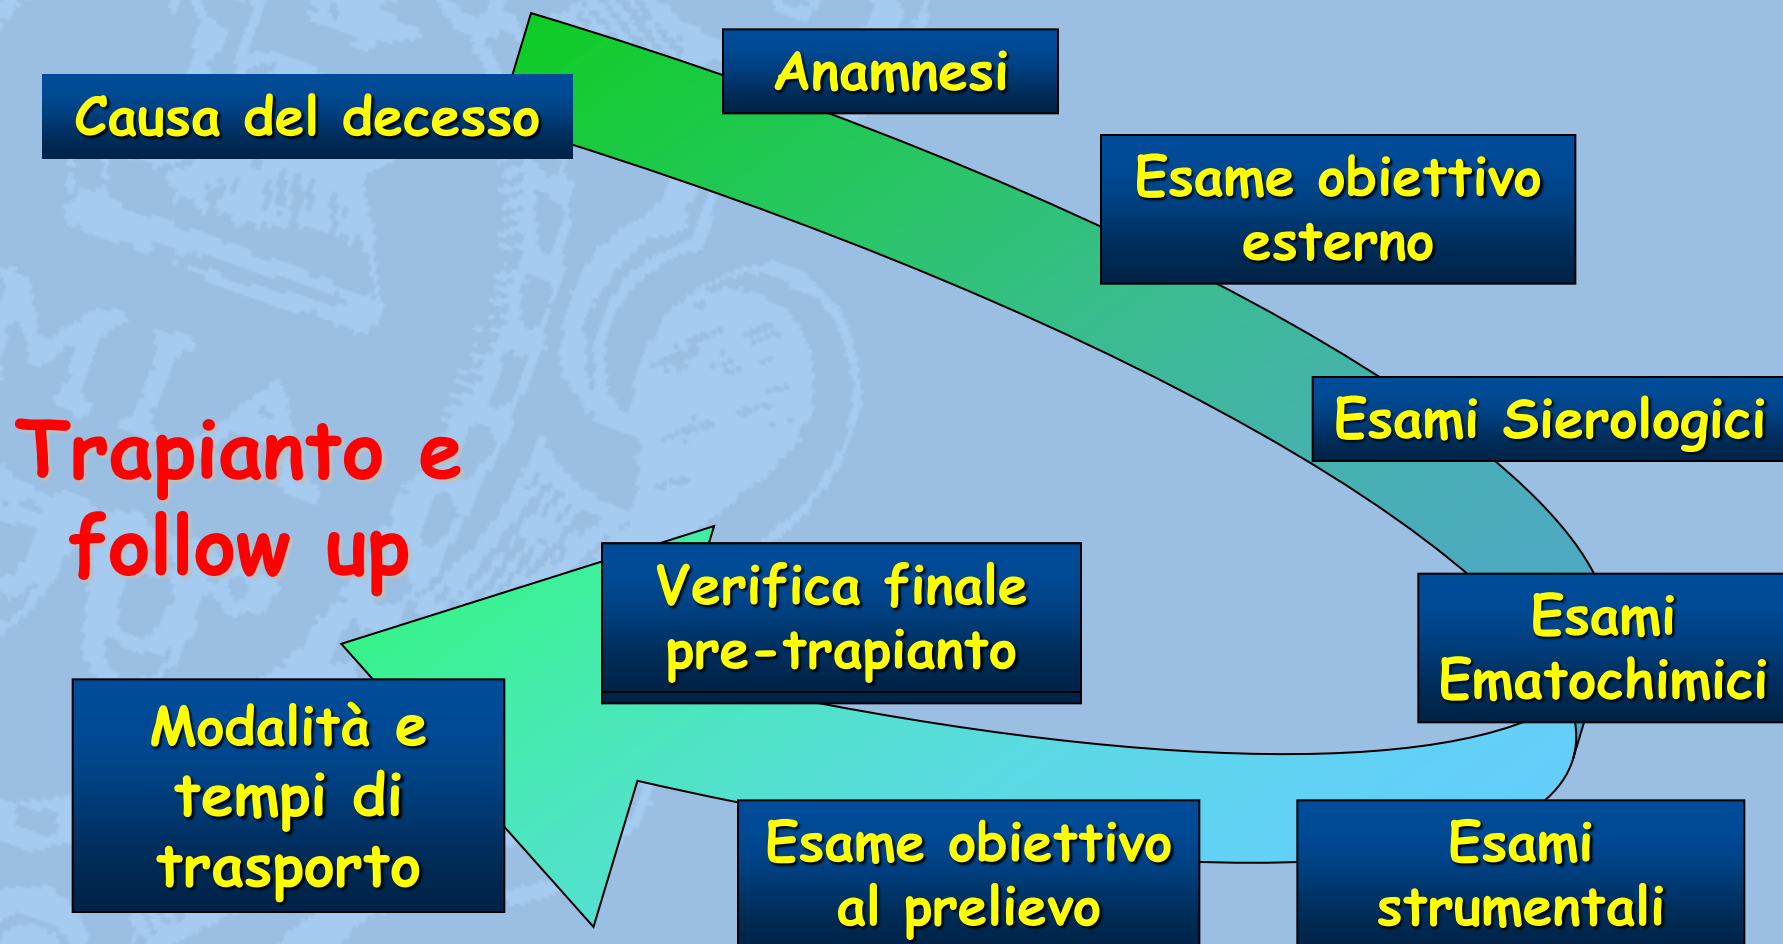 Causa del decesso
Anamnesi
Esame obiettivo
esterno
Esami Sierologici
Esami
Ematochimici
Esami
strumentali
Esame obiettivo
al prelievo
Verifica finale
pre-trapianto
Modalità e
tempi di
trasporto
Trapianto e
follow up